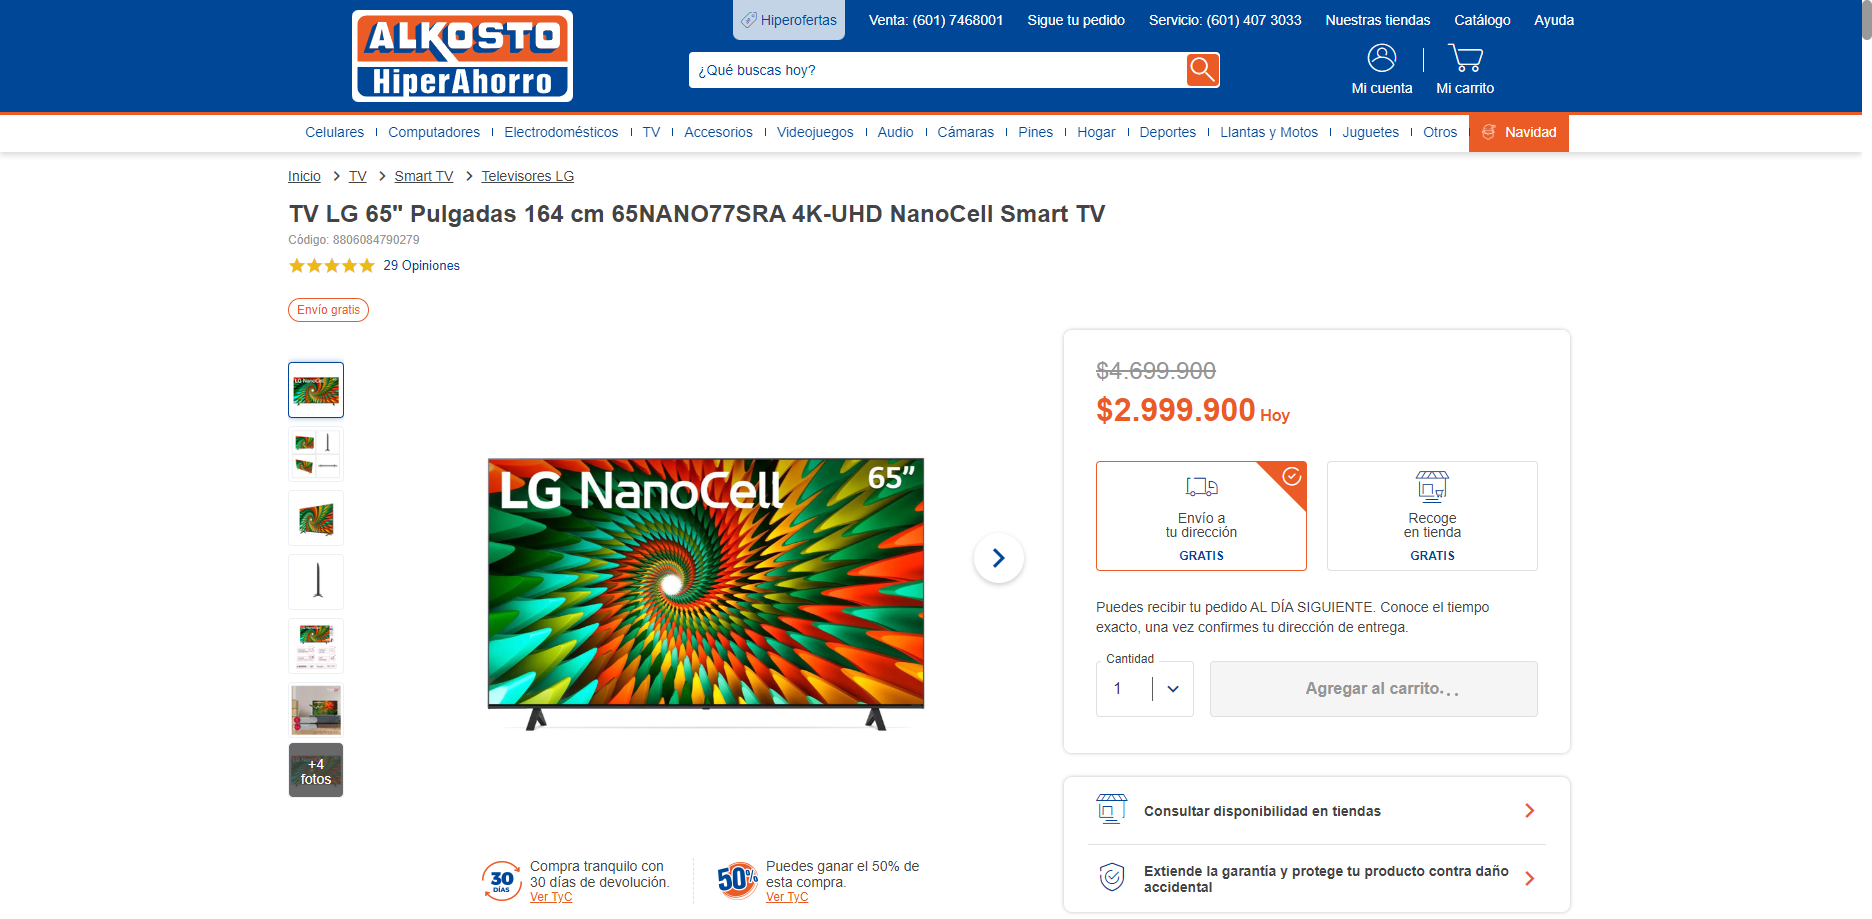 ALKOSTO
HiperAhorro
Hiperofertas
Venta: (601) 7468001
Sigue tu pedido
Servicio: (601) 407 3033
Nuestras tiendas
Catálogo
Ayuda
¿Qué buscas hoy?
Mi cuenta
Mi carrito
Celulares
Computadores
Electrodomésticos
TV
Accesorios
Videojuegos
Audio
Cámaras
Pines
Hogar
Deportes
Llantas y Motos
Juguetes
Otros
Navidad
Inicio > TV > Smart TV > Televisores LG
TV LG 65" Pulgadas 164 cm 65NANO77SRA 4K-UHD NanoCell Smart TV
Código: 8806084790279
29 Opiniones
Envío gratis
LG NanoCell
+4
fotos
LG NanoCell
65”
30
DÍAS
Compra tranquilo con
30 días de devolución.
Ver TyC
50%
Puedes ganar el 50% de
esta compra.
Ver TyC
$4.699.900
$2.999.900 Hoy
Envío a
tu dirección
GRATIS
Recoge
en tienda
GRATIS
Puedes recibir tu pedido AL DÍA SIGUIENTE. Conoce el tiempo
exacto, una vez confirmes tu dirección de entrega.
Cantidad
1
Agregar al carrito...
Consultar disponibilidad en tiendas
Extiende la garantía y protege tu producto contra daño
accidental